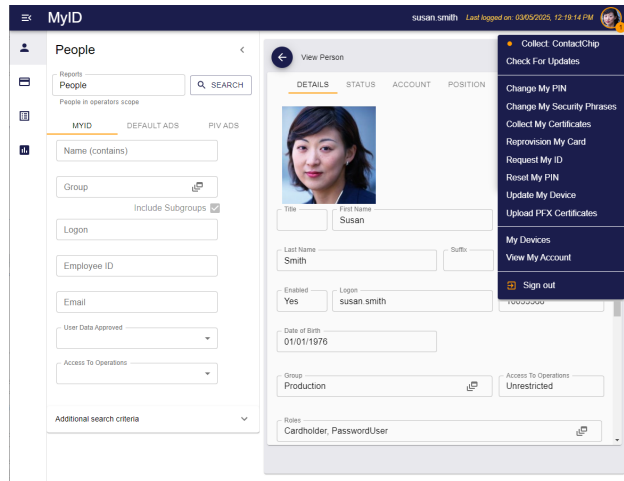 MyID
susan.smith Last logged on: 03/05/2025, 12:19:14 PM
1
People
Reports
People
SEARCH
People in operators scope
MYID DEFAULT ADS PIV ADS
Name (contains)
Group
Include Subgroups
Logon
Employee ID
Email
User Data Approved
Access To Operations
Additional search criteria
View Person
DETAILS STATUS ACCOUNT POSITION
Title
First Name
Susan
Last Name
Smith
Suffix
Enabled
Yes
Logon
susan.smith
Date of Birth
01/01/1976
Group
Production
Access To Operations
Unrestricted
Roles
Cardholder, PasswordUser
Collect: ContactChip
Check For Updates
Change My PIN
Change My Security Phrases
Collect My Certificates
Reprovision My Card
Request My ID
Reset My PIN
Update My Device
Upload PFX Certificates
My Devices
View My Account
Sign out